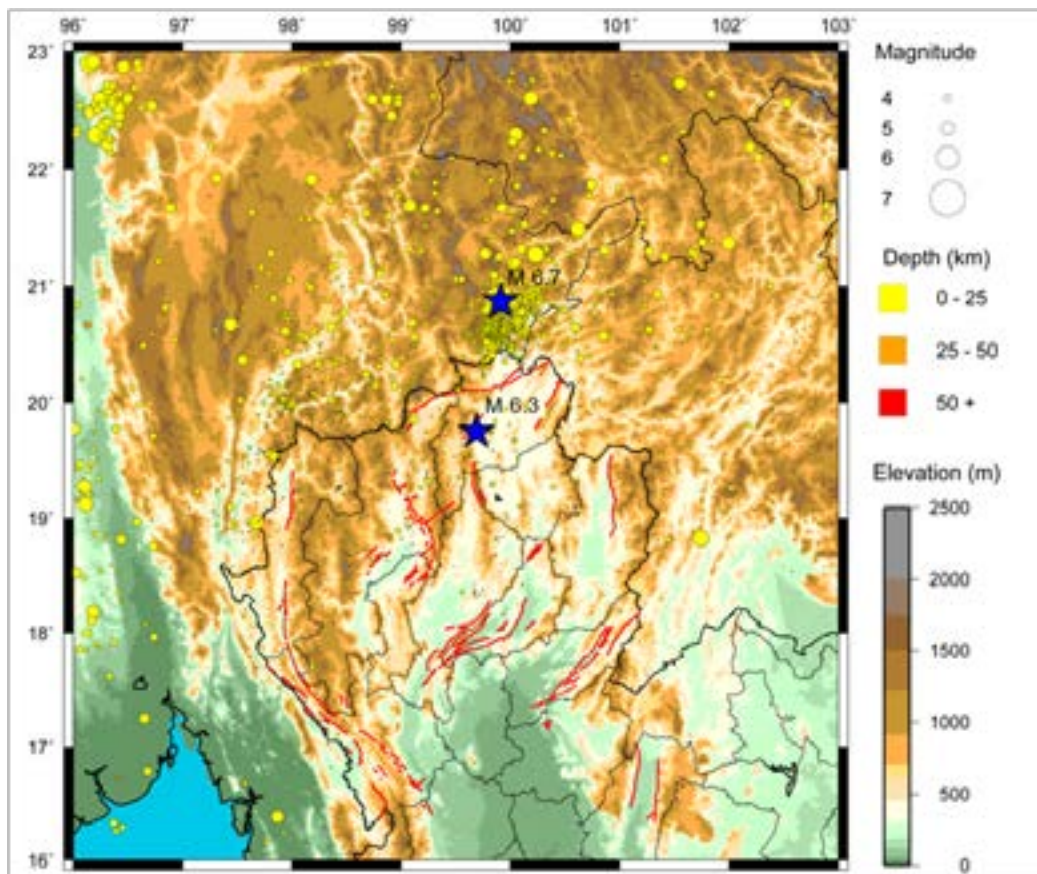 96˚ 97˚ 98˚ 99˚ 100˚ 101˚ 102˚ 103˚
23˚
22˚
21˚
20˚
19˚
18˚
17˚
16˚
M 6.7
M 6.3
Magnitude
4
5
6
7
Depth (km)
0 - 25
25 - 50
50 +
Elevation (m)
2500
2000
1000
500
0